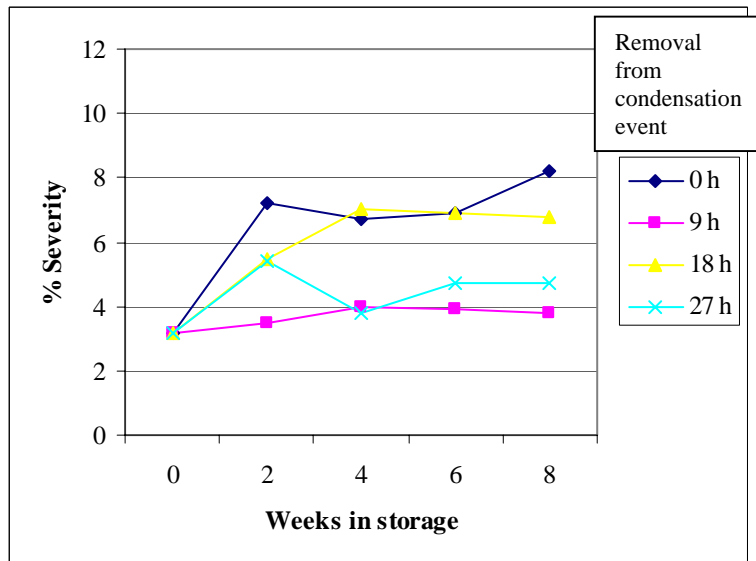 Removal
from
condensation
event
12
10
8
6
4
2
0
% Severity
0 2 4 6 8
Weeks in storage
0 h
9 h
18 h
27 h